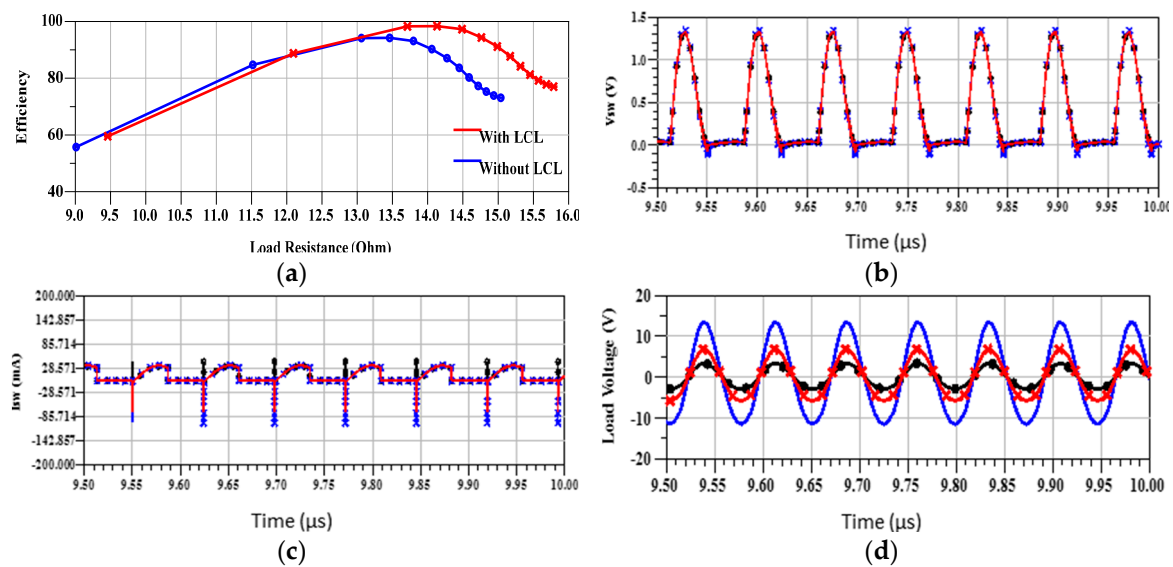 100
80
60
40
Efficiency
With LCL
Without LCL
9.0 9.5 10.0 10.5 11.0 11.5 12.0 12.5 13.0 13.5 14.0 14.5 15.0 15.5 16.0
Load Resistance (Ohm)
(a)
1.5
1.0
0.5
0.0
-0.5
Vsw (V)
9.50 9.55 9.60 9.65 9.70 9.75 9.80 9.85 9.90 9.95 10.00
Time (μs)
(b)
200.000
142.857
85.714
28.571
-28.571
-85.714
-142.857
-200.000
Isw (mA)
9.50 9.55 9.60 9.65 9.70 9.75 9.80 9.85 9.90 9.95 10.00
Time (μs)
(c)
20
10
0
-10
-20
Load Voltage (V)
9.50 9.55 9.60 9.65 9.70 9.75 9.80 9.85 9.90 9.95 10.00
Time (μs)
(d)